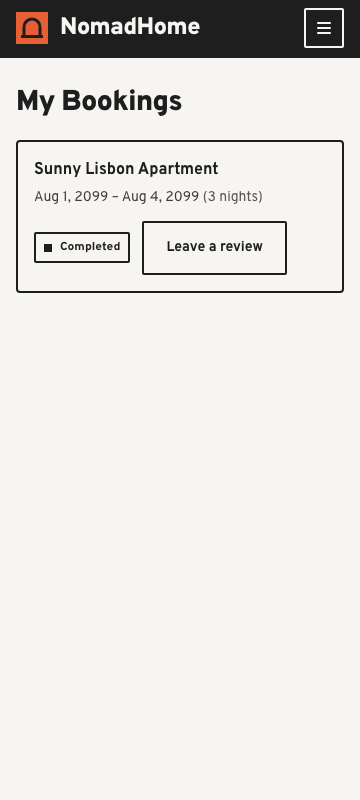 NomadHome
My Bookings
Sunny Lisbon Apartment
Aug 1, 2099 – Aug 4, 2099 (3 nights)
Completed
Leave a review